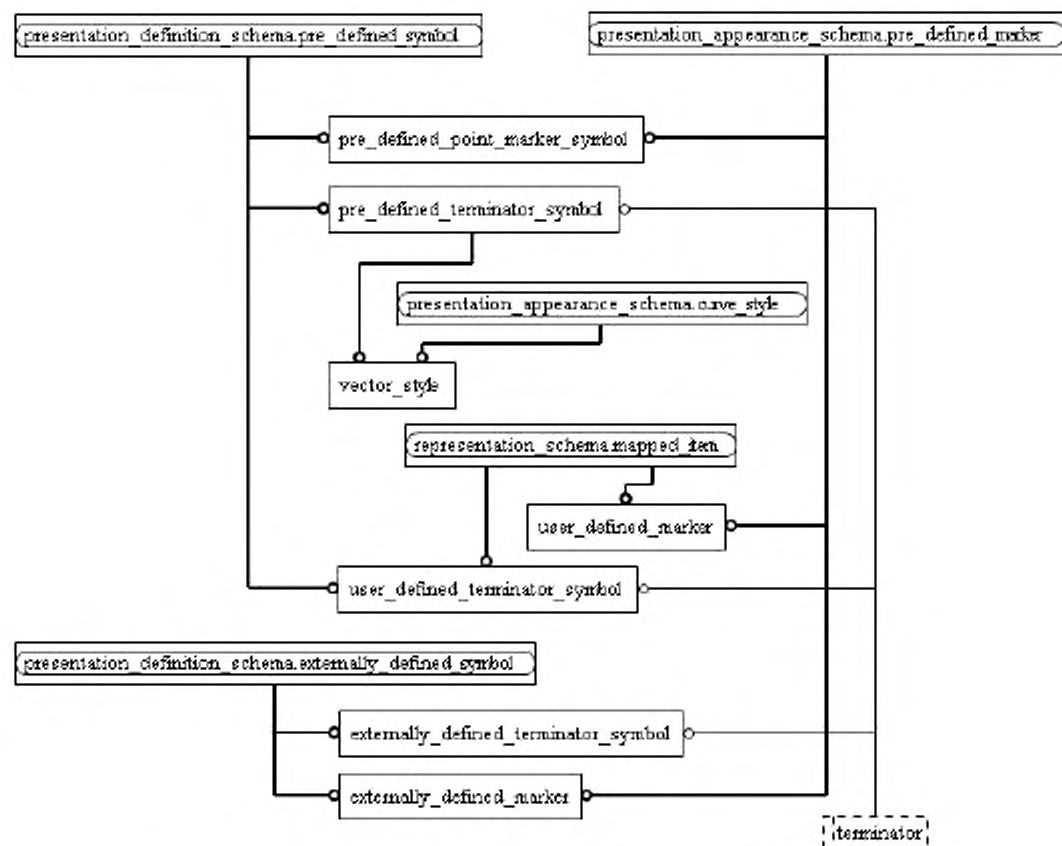 presentation_definition_schema.pre_defined_symbol
presentation_appearance_schema.pre_defined_marker
pre_defined_point_marker_symbol
pre_defined_terminator_symbol
presentation_appearance_schema.curve_style
vector_style
representation_schema.mapped_item
user_defined_marker
user_defined_terminator_symbol
presentation_definition_schema.externally_defined_symbol
externally_defined_terminator_symbol
externally_defined_marker
terminator